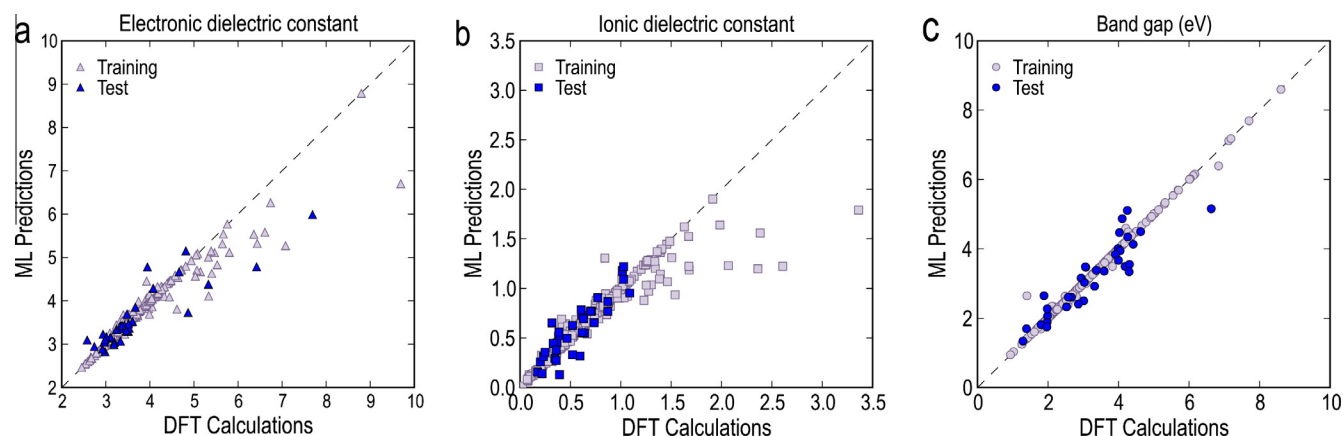 a
Electronic dielectric constant
10
9
8
7
6
5
4
3
2
ML Predictions
Training
Test
2 3 4 5 6 7 8 9 10
DFT Calculations
b
Ionic dielectric constant
3.5
3.0
2.5
2.0
1.5
1.0
0.5
0.0
ML Predictions
Training
Test
0.0 0.5 1.0 1.5 2.0 2.5 3.0 3.5
DFT Calculations
c
Band gap (eV)
10
8
6
4
2
0
ML Predictions
Training
Test
0 2 4 6 8 10
DFT Calculations